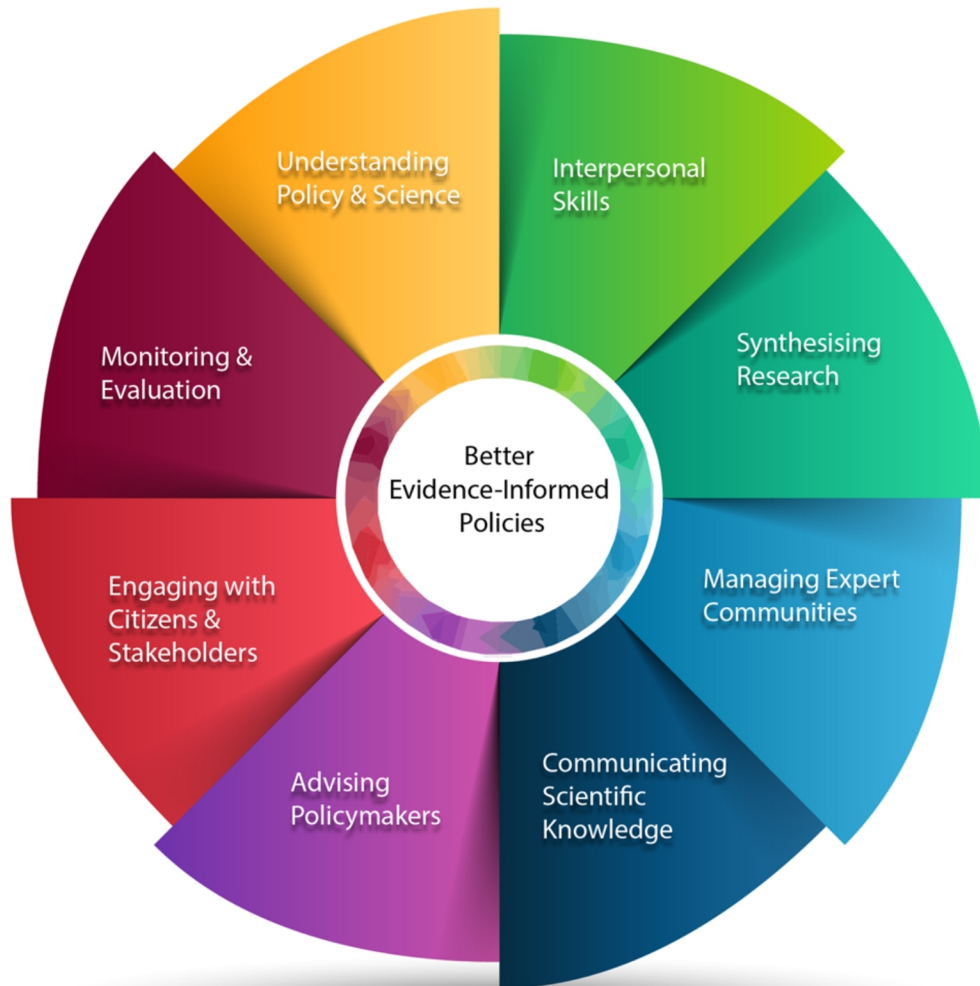 Understanding
Policy & Science
Interpersonal
Skills
Synthesising
Research
Managing Expert
Communities
Communicating
Scientific
Knowledge
Advising
Policymakers
Engaging with
Citizens &
Stakeholders
Monitoring &
Evaluation
Better
Evidence-Informed
Policies